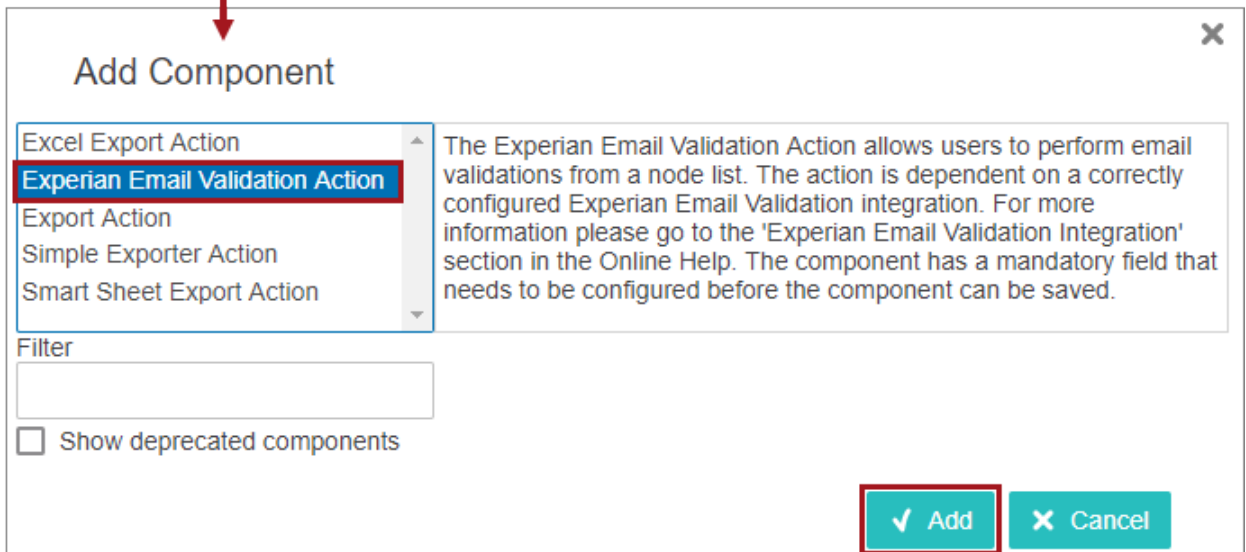 Add Component
Excel Export Action
Experian Email Validation Action
Export Action
Simple Exporter Action
Smart Sheet Export Action
The Experian Email Validation Action allows users to perform email
validations from a node list. The action is dependent on a correctly
configured Experian Email Validation integration. For more
information please go to the 'Experian Email Validation Integration'
section in the Online Help. The component has a mandatory field that
needs to be configured before the component can be saved.
Filter
Show deprecated components
Add
Cancel